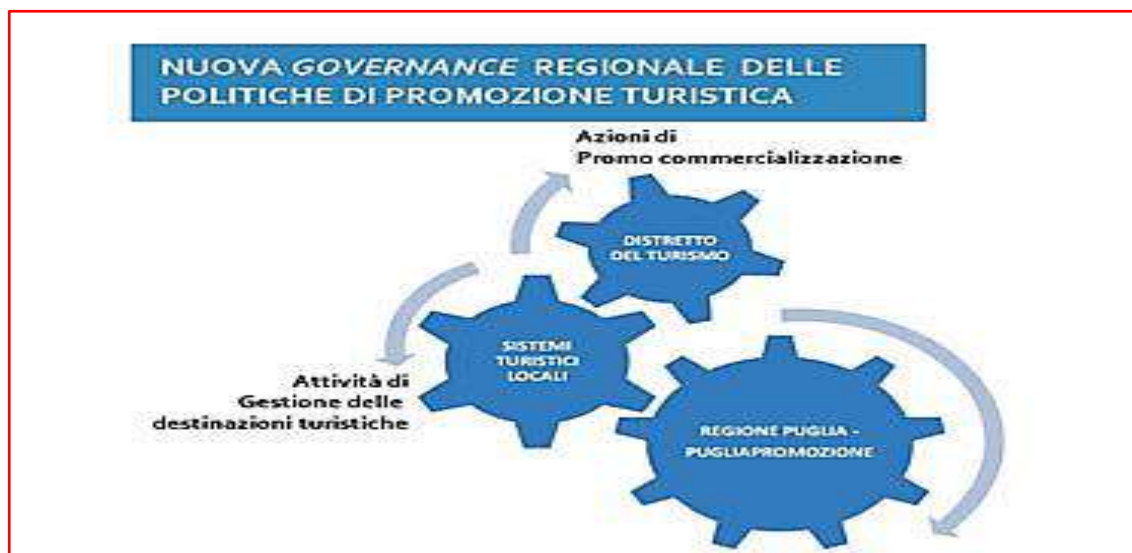 NUOVA GOVERNANCE REGIONALE DELLE
POLITICHE DI PROMOZIONE TURISTICA
Azioni di
Promo commercializzazione
DISTRETTO
DEL TURISMO
SISTEMI
TURISTICI
LOCALI
Attività di
Gestione delle
destinazioni turistiche
REGIONE PUGLIA -
PUGLIAPROMOZIONE